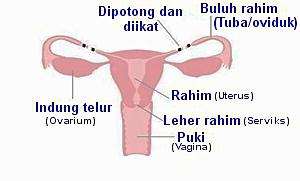 Dipotong dan
diikat
Buluh rahim
(Tuba/oviduk)
Indung telur
(Ovarium)
Rahim (Uterus)
Leher rahim (Serviks)
Puki
(Vagina)